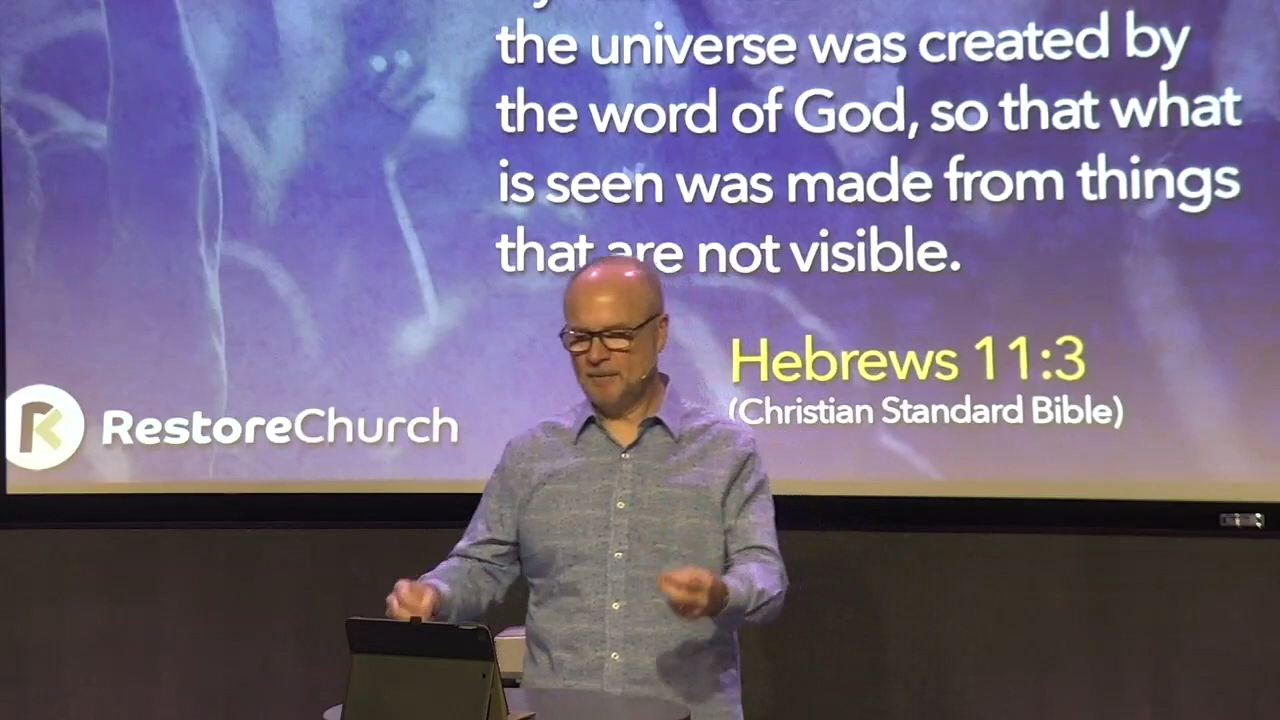 the universe was created by
the word of God, so that what
is seen was made from things
that are not visible.
Hebrews 11:3
(Christian Standard Bible)
RestoreChurch